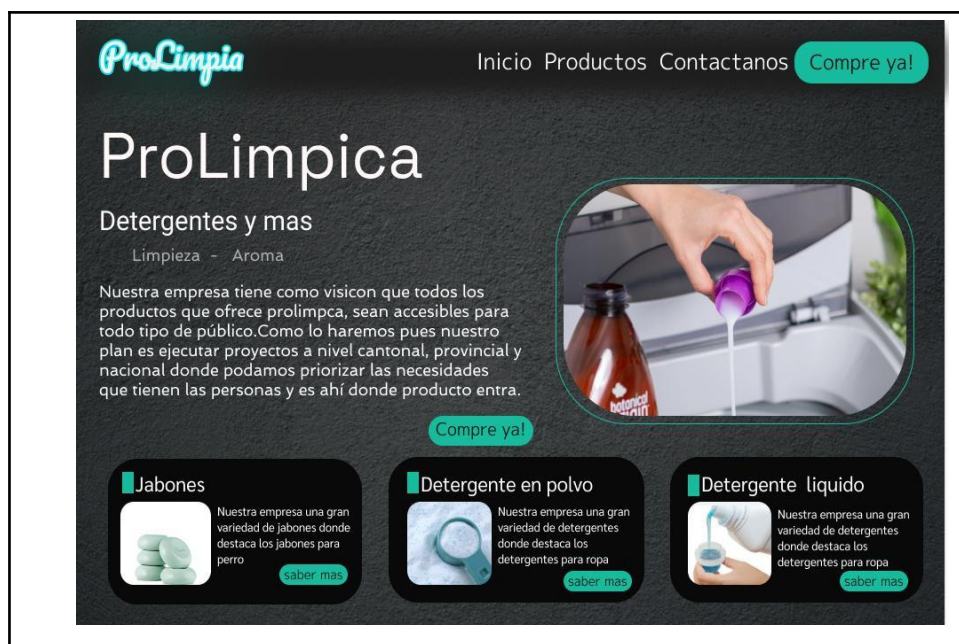 ProLimpia
Inicio Productos Contactanos Compre ya!
ProLimpica
Detergentes y mas
Limpieza - Aroma
Nuestra empresa tiene como visicon que todos los
productos que ofrece prolimpca, sean accesibles para
todo tipo de público.Como lo haremos pues nuestro
plan es ejecutar proyectos a nivel cantonal, provincial y
nacional donde podamos priorizar las necesidades
que tienen las personas y es ahí donde producto entra.
botanical
Compre ya!
Jabones
Nuestra empresa una gran
variedad de jabones donde
destaca los jabones para
perro
saber mas
Detergente en polvo
Nuestra empresa una gran
variedad de detergentes
donde destaca los
detergentes para ropa
saber mas
Detergente liquido
Nuestra empresa una gran
variedad de detergentes
donde destaca los
detergentes para ropa
saber mas